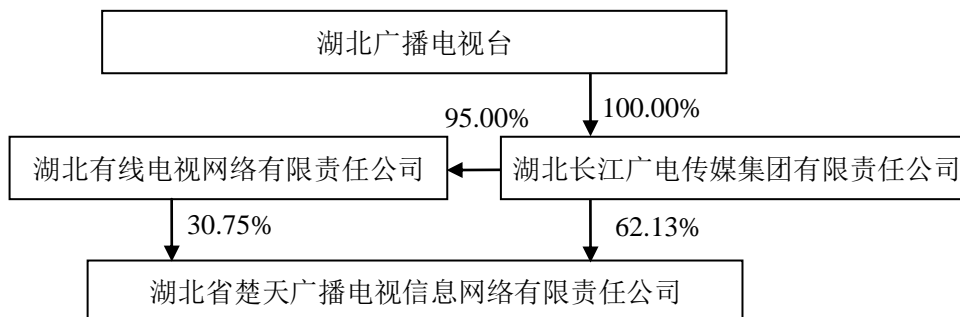 湖北广播电视台
95.00%
100.00%
湖北有线电视网络有限责任公司
湖北长江广电传媒集团有限责任公司
30.75%
62.13%
湖北省楚天广播电视信息网络有限责任公司